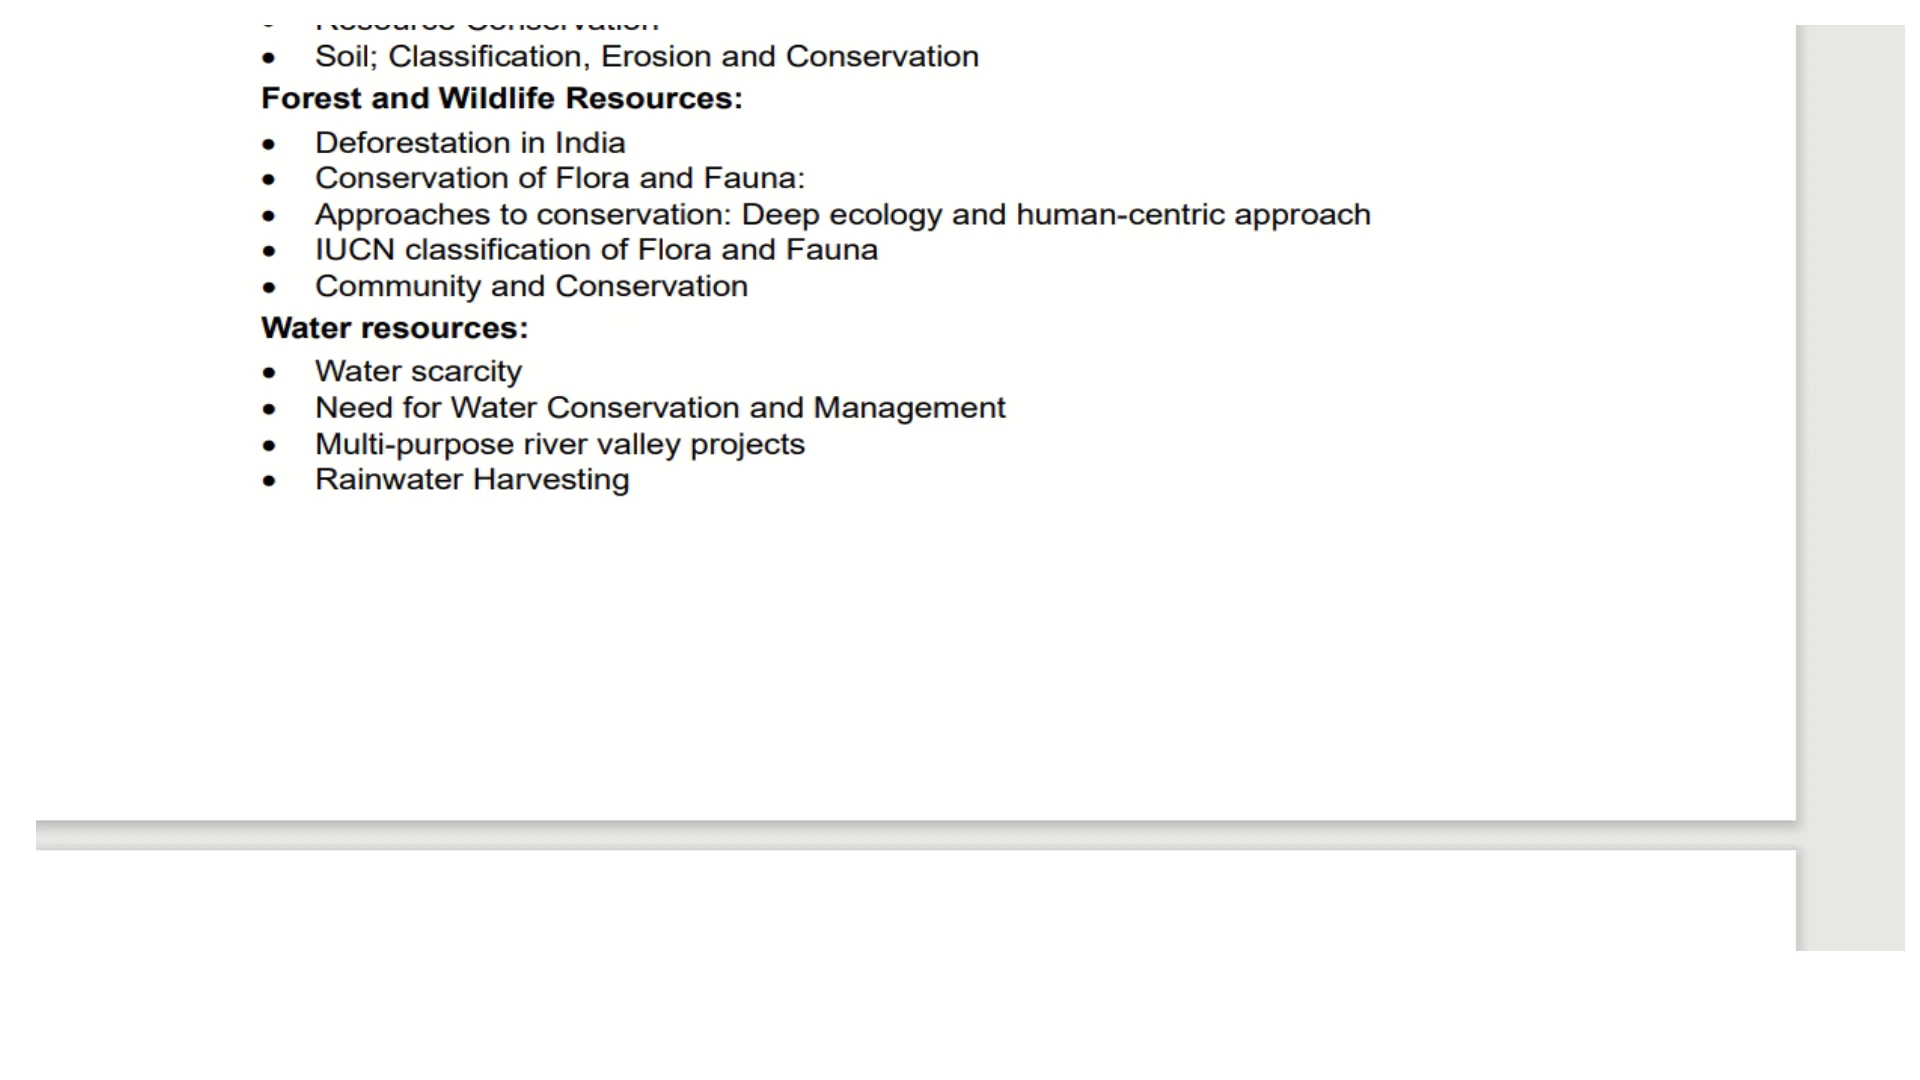 • Resource Conservation
• Soil; Classification, Erosion and Conservation
Forest and Wildlife Resources:
• Deforestation in India
• Conservation of Flora and Fauna:
• Approaches to conservation: Deep ecology and human-centric approach
• IUCN classification of Flora and Fauna
• Community and Conservation
Water resources:
• Water scarcity
• Need for Water Conservation and Management
• Multi-purpose river valley projects
• Rainwater Harvesting